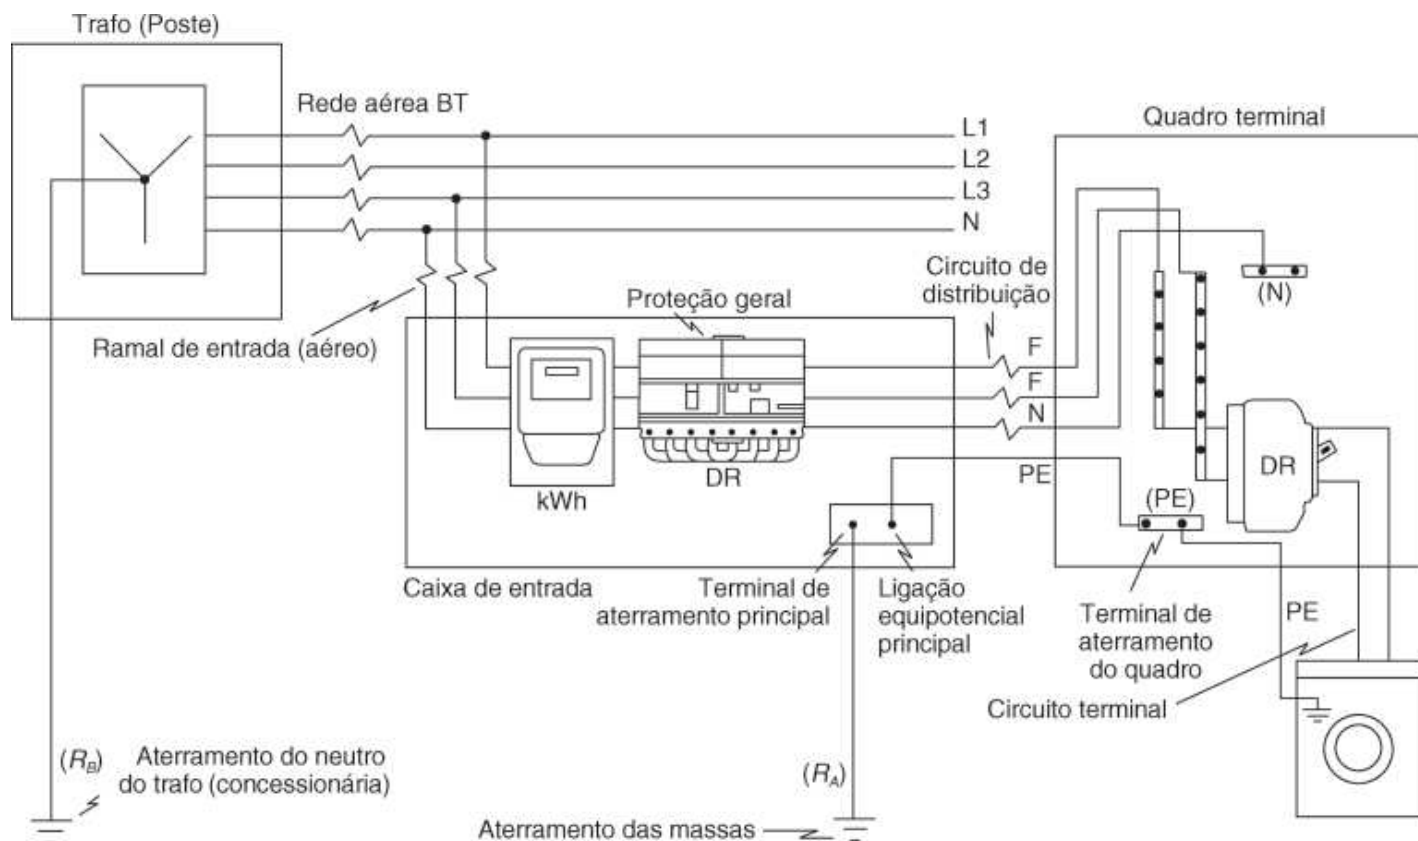 Trafo (Poste)
Rede aérea BT
L1
L2
L3
N
Quadro terminal
Ramal de entrada (aéreo)
Proteção geral
Circuito de
distribuição
F
F
N
(N)
kWh
DR
PE
(PE)
DR
Caixa de entrada
Terminal de
aterramento principal
Ligação
equipotencial
principal
Terminal de
aterramento
do quadro
PE
Circuito terminal
(RB)
Aterramento do neutro
do trafo (concessionária)
(RA)
Aterramento das massas